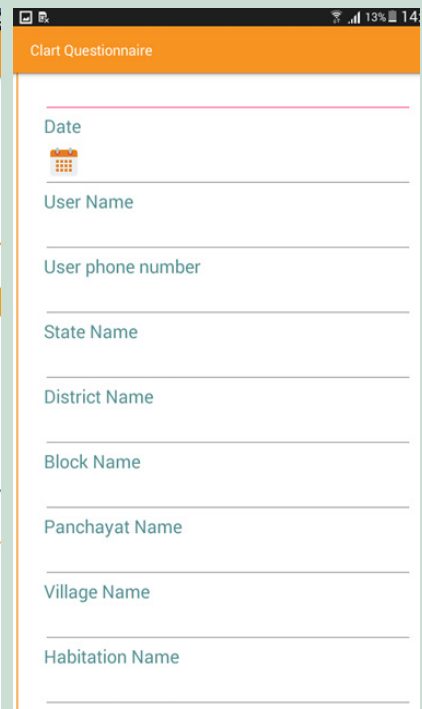 13% 14:
Clart Questionnaire
Date
User Name
User phone number
State Name
District Name
Block Name
Panchayat Name
Village Name
Habitation Name